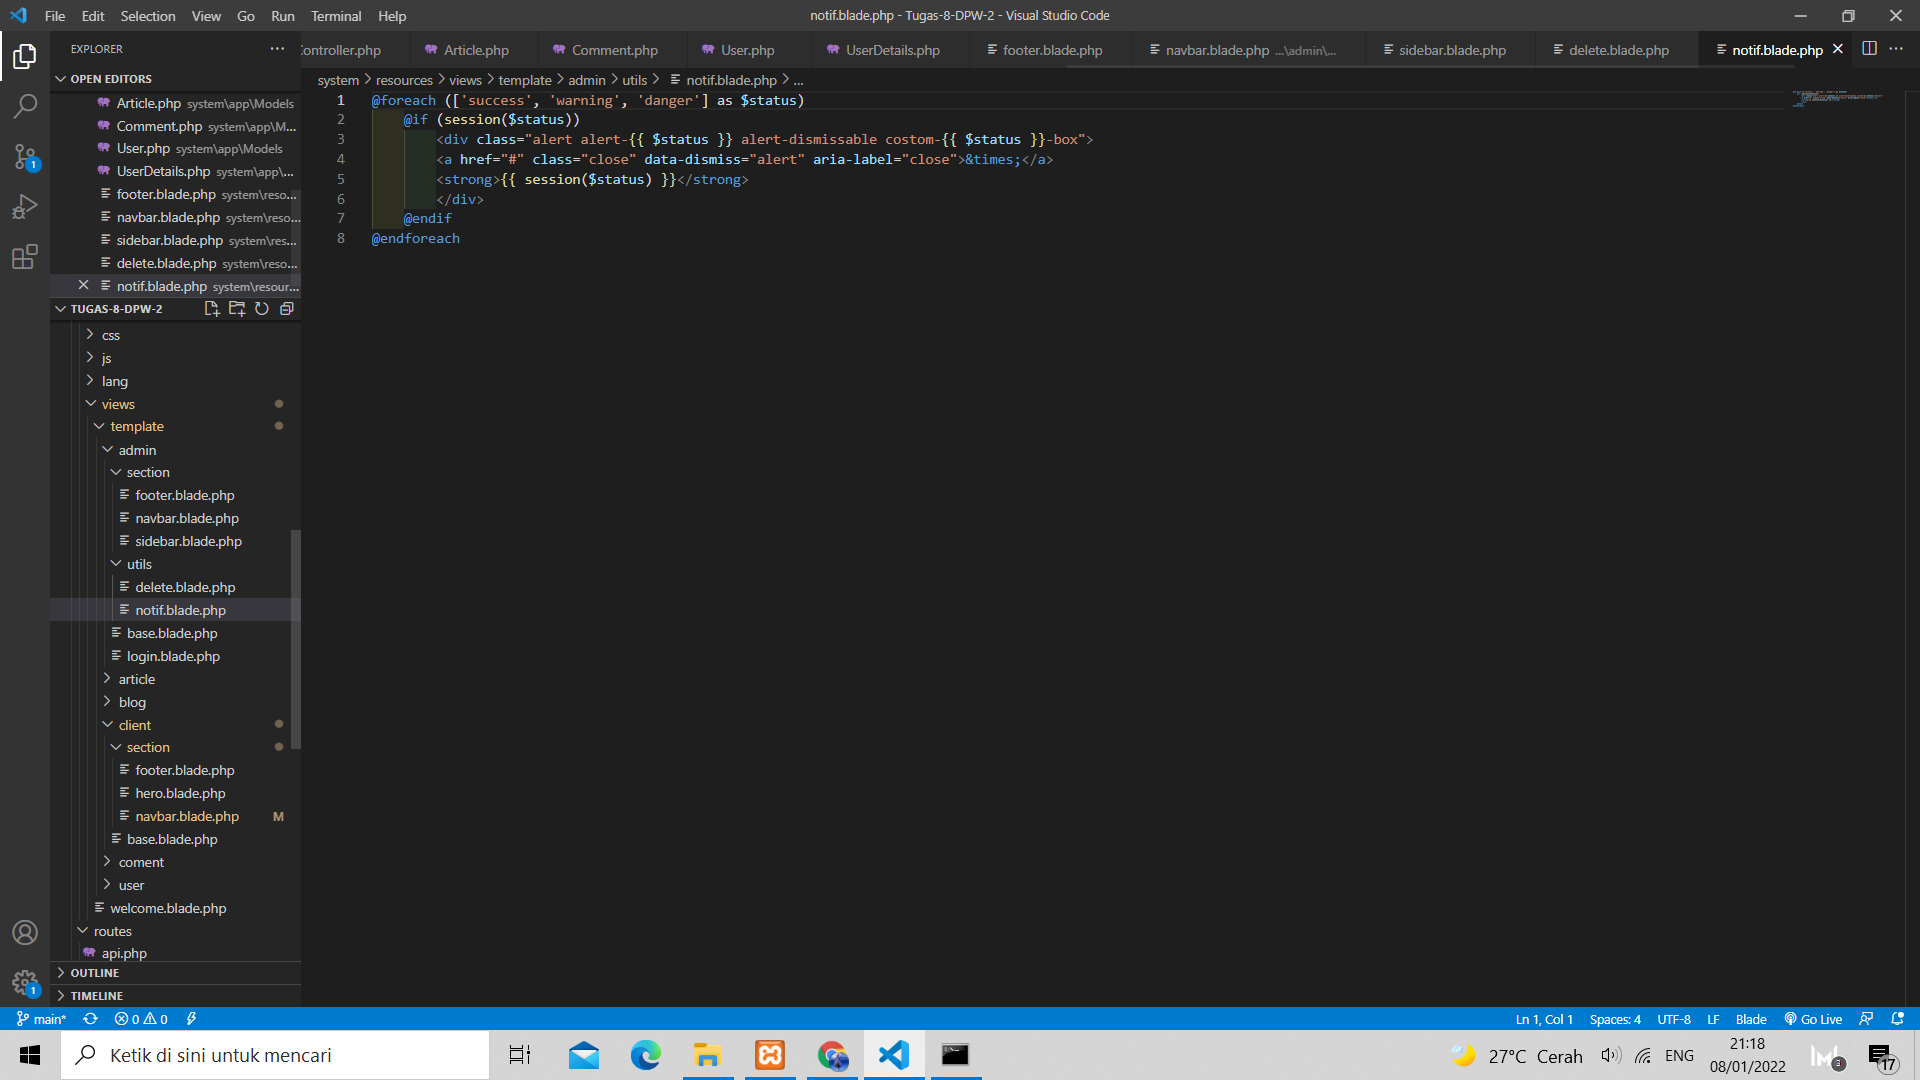 File Edit Selection View Go Run Terminal Help
notif.blade.php - Tugas-8-DPW-2 - Visual Studio Code
EXPLORER
ontroller.php Article.php Comment.php User.php UserDetails.php footer.blade.php navbar.blade.php ...\admin\... sidebar.blade.php delete.blade.php notif.blade.php
OPEN EDITORS
Article.php system\app\Models
Comment.php system\app\M...
User.php system\app\Models
UserDetails.php system\app\...
footer.blade.php system\reso...
navbar.blade.php system\reso...
sidebar.blade.php system\res...
delete.blade.php system\reso...
notif.blade.php system\resour...
TUGAS-8-DPW-2
css
js
lang
views
template
admin
section
footer.blade.php
navbar.blade.php
sidebar.blade.php
utils
delete.blade.php
notif.blade.php
base.blade.php
login.blade.php
article
blog
client
section
footer.blade.php
hero.blade.php
navbar.blade.php M
base.blade.php
coment
user
welcome.blade.php
routes
api.php
OUTLINE
TIMELINE
1
1
system > resources > views > template > admin > utils > notif.blade.php > ...
1 @foreach (['success', 'warning', 'danger'] as $status)
2 @if (session($status))
3 <div class="alert alert-{{ $status }} alert-dismissable costom-{{ $status }}-box">
4 <a href="#" class="close" data-dismiss="alert" aria-label="close">&times;</a>
5 <strong>{{ session($status) }}</strong>
6 </div>
7 @endif
8 @endforeach
main* 0 0 Ln 1, Col 1 Spaces: 4 UTF-8 LF Blade Go Live
Ketik di sini untuk mencari
27°C Cerah ENG
21:18
08/01/2022
3
17